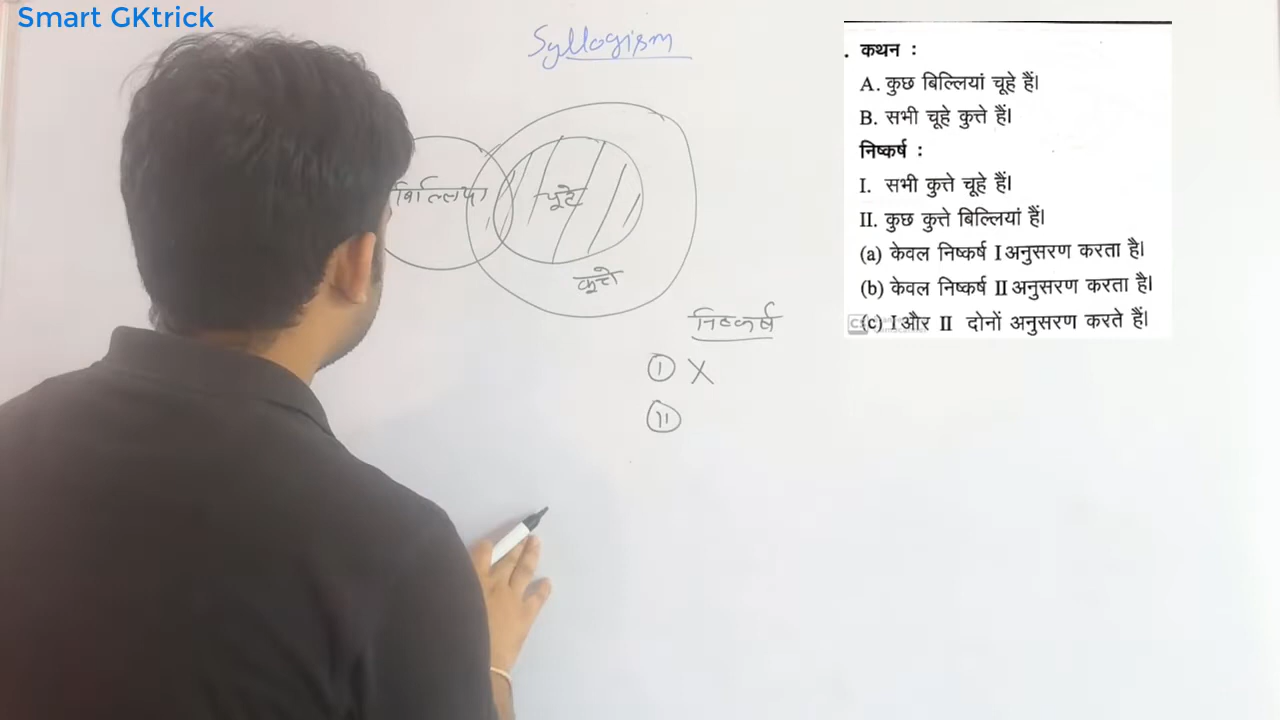 Smart GKtrick
Syllogism
. कथन :
A. कुछ बिल्लियां चूहे हैं।
B. सभी चूहे कुत्ते हैं।
निष्कर्ष :
I. सभी कुत्ते चूहे हैं।
II. कुछ कुत्ते बिल्लियां हैं।
(a) केवल निष्कर्ष I अनुसरण करता है।
(b) केवल निष्कर्ष II अनुसरण करता है।
(c) I और II दोनों अनुसरण करते हैं।
बिल्लिया
चूहे
कुत्ते
निष्कर्ष
I X
II